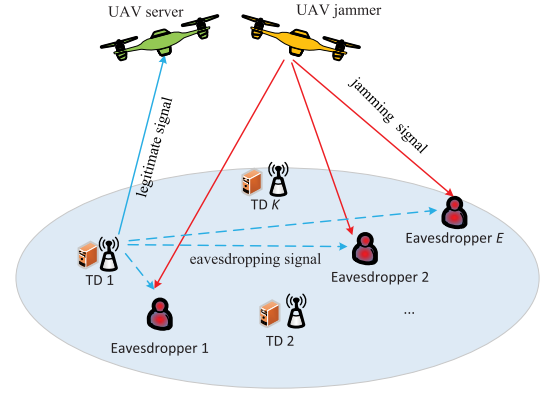 UAV server
UAV jammer
legitimate signal
jamming signal
TD K
TD 1
eavesdropping signal
Eavesdropper E
Eavesdropper 2
Eavesdropper 1
TD 2
...